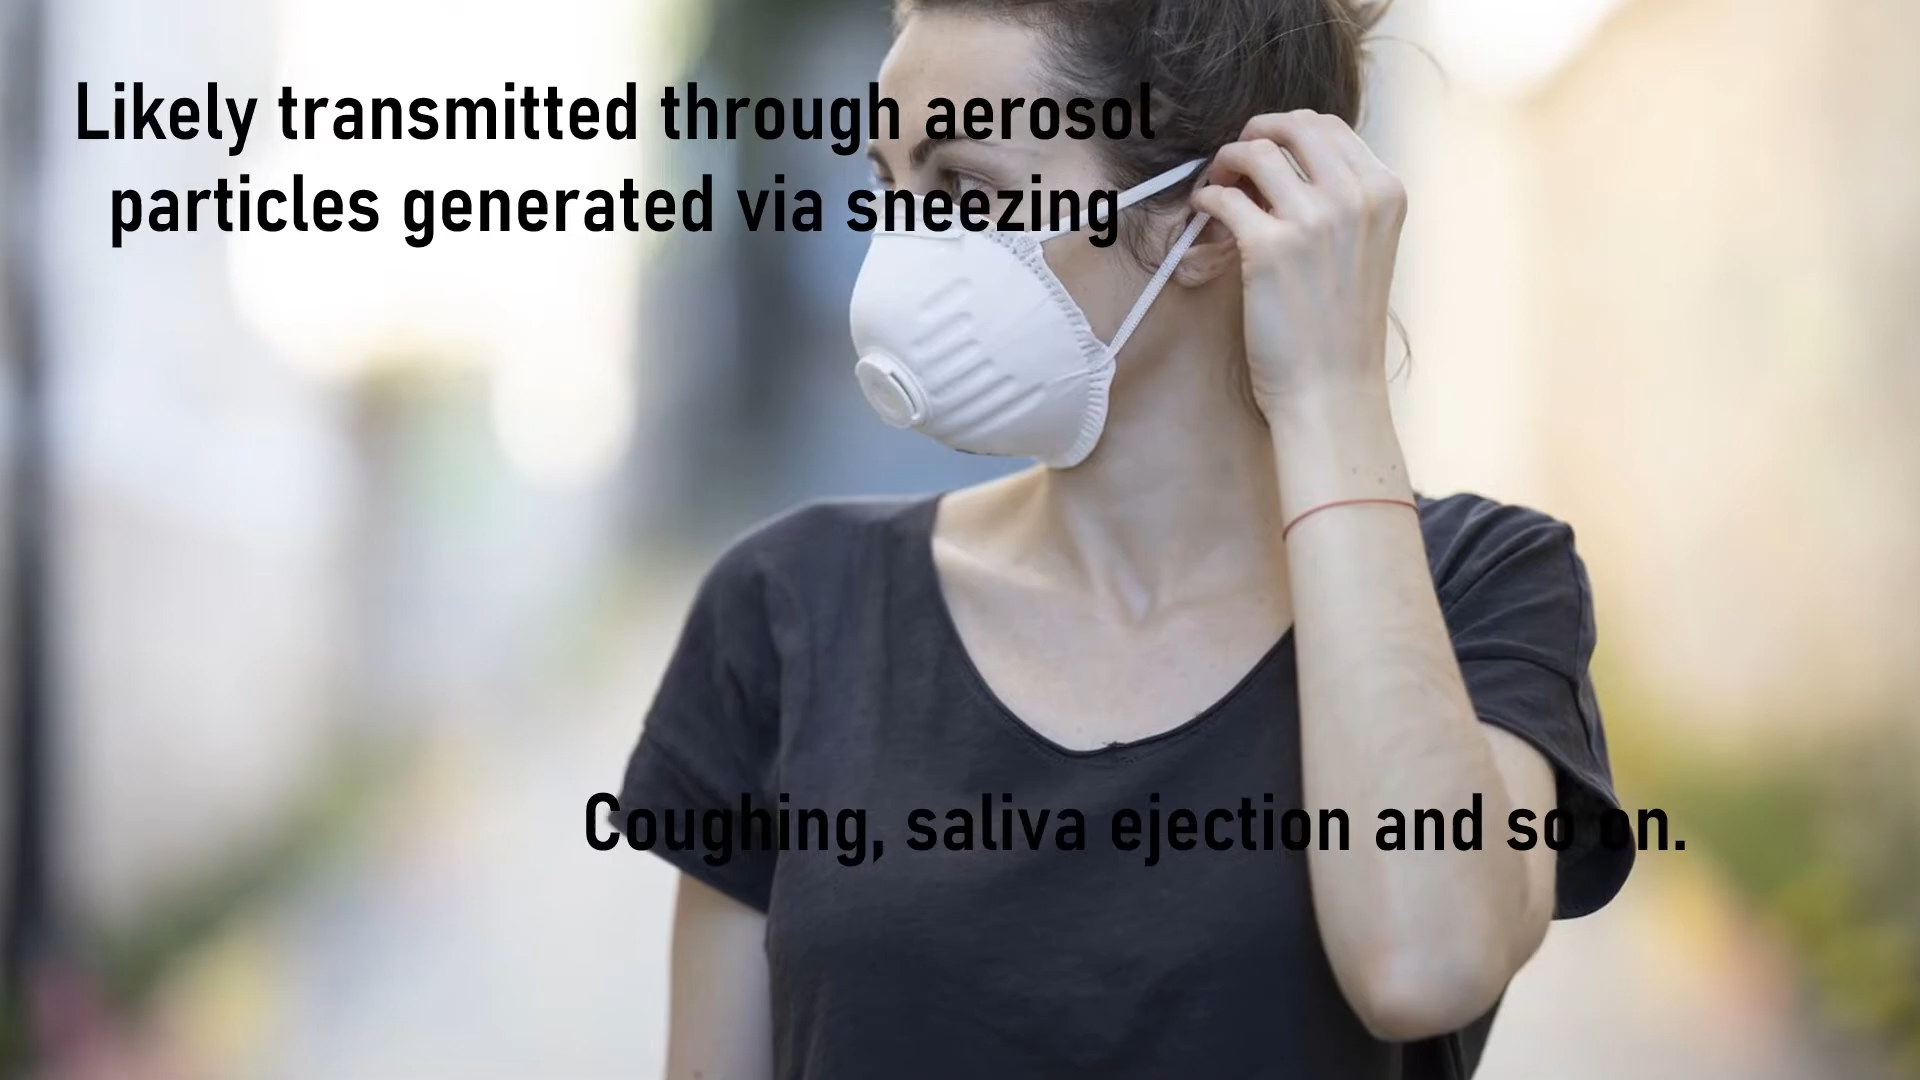 Likely transmitted through aerosol
particles generated via sneezing
Coughing, saliva ejection and so on.